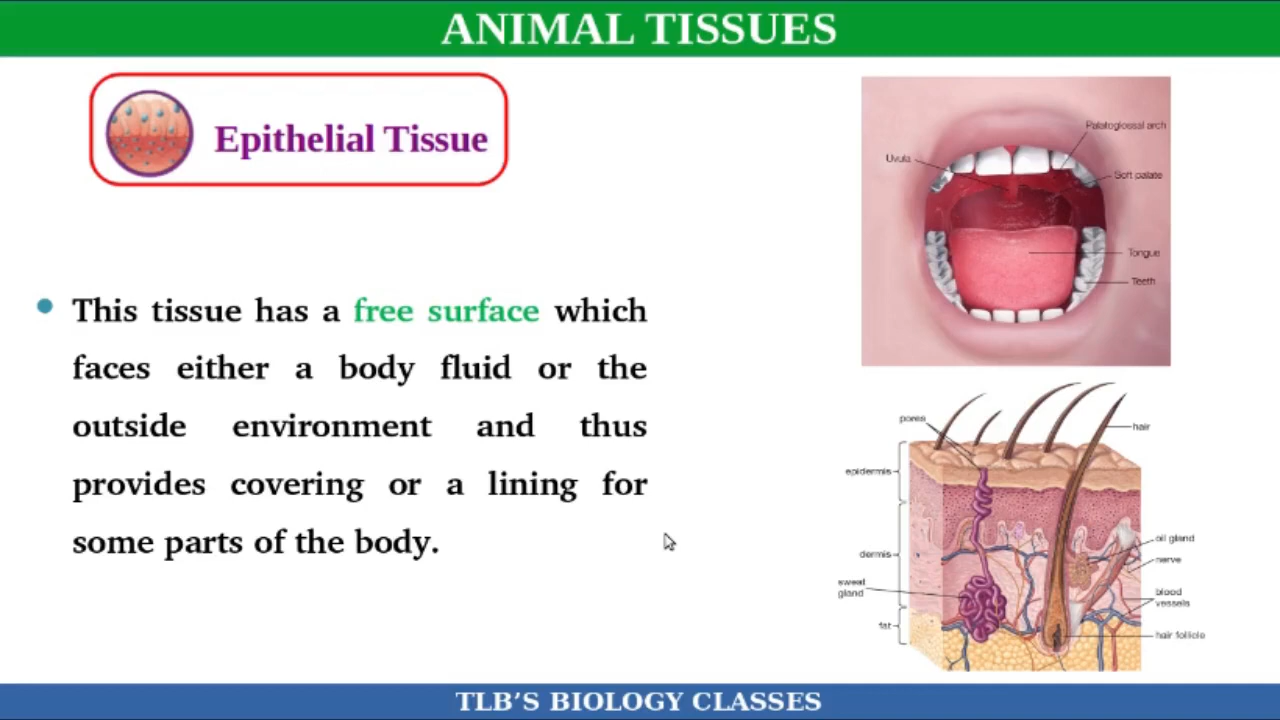 ANIMAL TISSUES
Epithelial Tissue
This tissue has a free surface which
faces either a body fluid or the
outside environment and thus
provides covering or a lining for
some parts of the body.
Palatoglossal arch
Uvula
Soft palate
Tongue
Teeth
pores
hair
epidermis
dermis
oil gland
nerve
sweat
gland
blood
vessels
fat
hair follicle
TLB’S BIOLOGY CLASSES